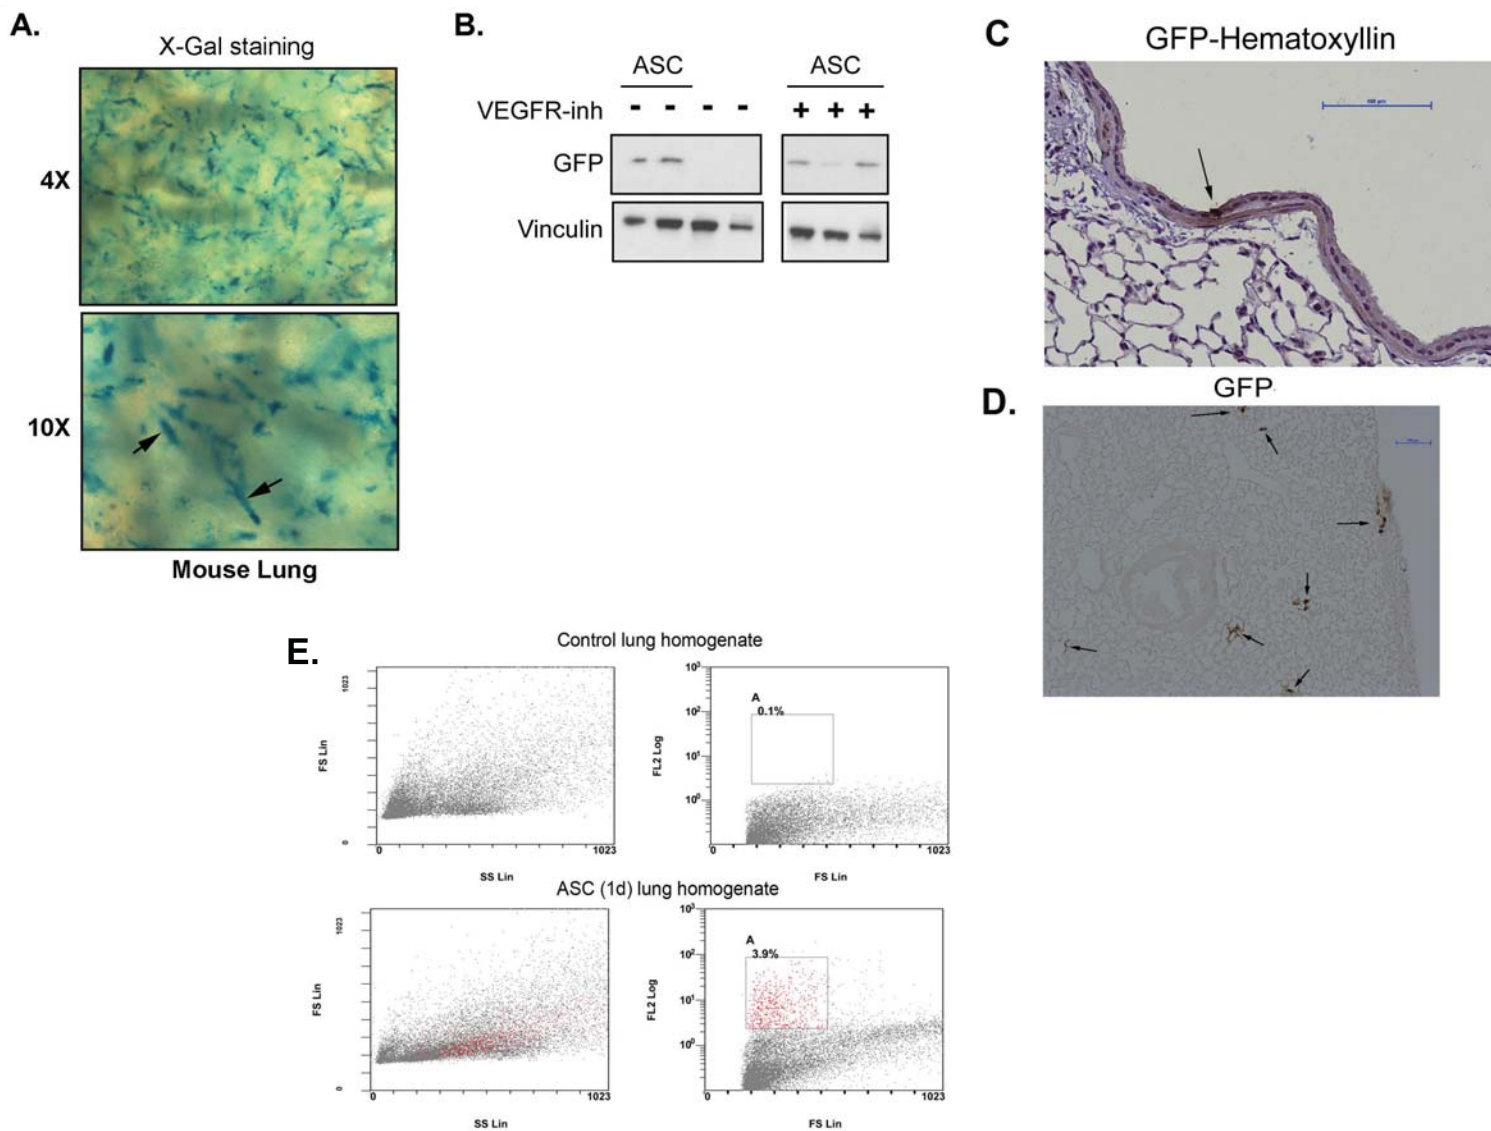 A.
X-Gal staining
4X
10X
Mouse Lung
B.
ASC ASC
VEGFR-inh - - - - + + +
GFP
Vinculin
C
GFP-Hematoxyllin
D.
GFP
E.
Control lung homogenate
1023
FS Lin
0
0 1023
SS Lin
10³
10²
10¹
10⁰
FL2 Log
A
0.1%
0 1023
FS Lin
ASC (1d) lung homogenate
1023
FS Lin
0
0 1023
SS Lin
10³
10²
10¹
10⁰
FL2 Log
A
3.9%
0 1023
FS Lin